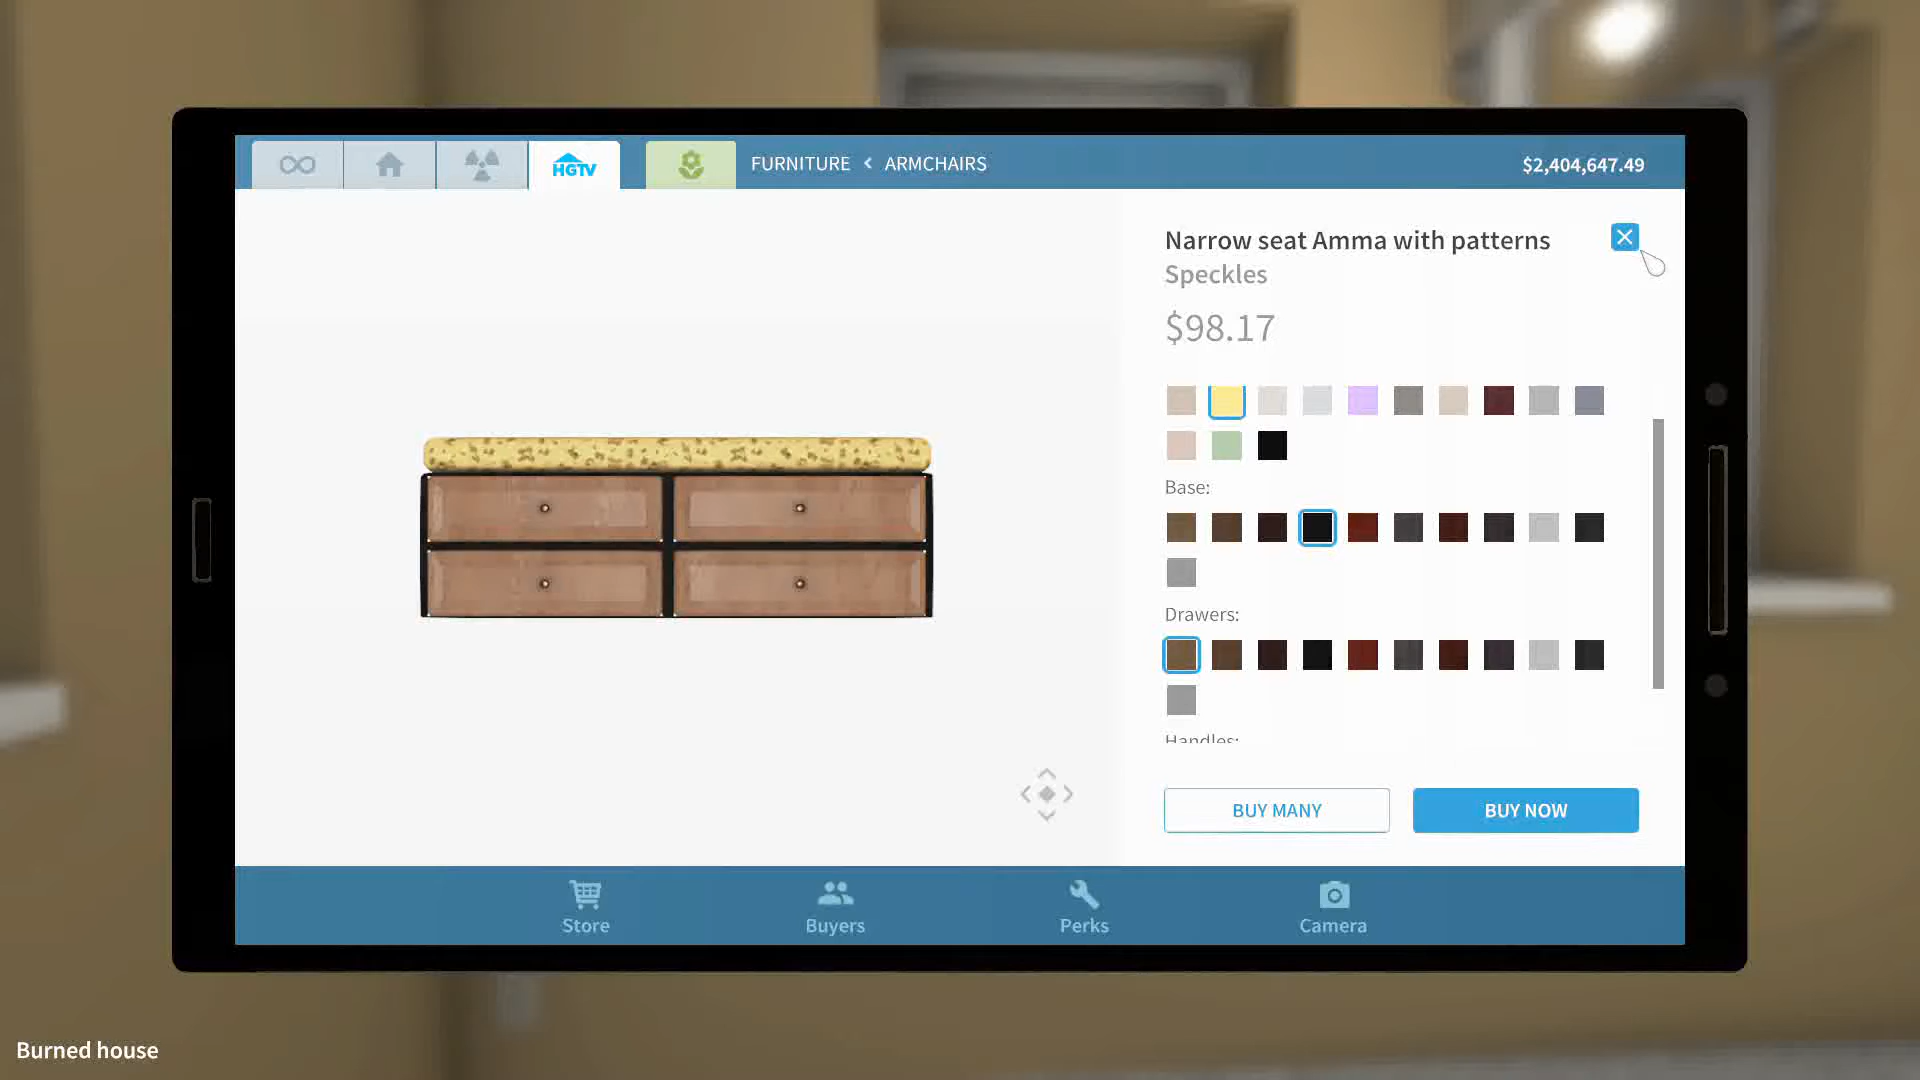 HGTV
FURNITURE < ARMCHAIRS
$2,404,647.49
Narrow seat Amma with patterns
Speckles
$98.17
Base:
Drawers:
Handles:
BUY MANY
BUY NOW
Store
Buyers
Perks
Camera
Burned house